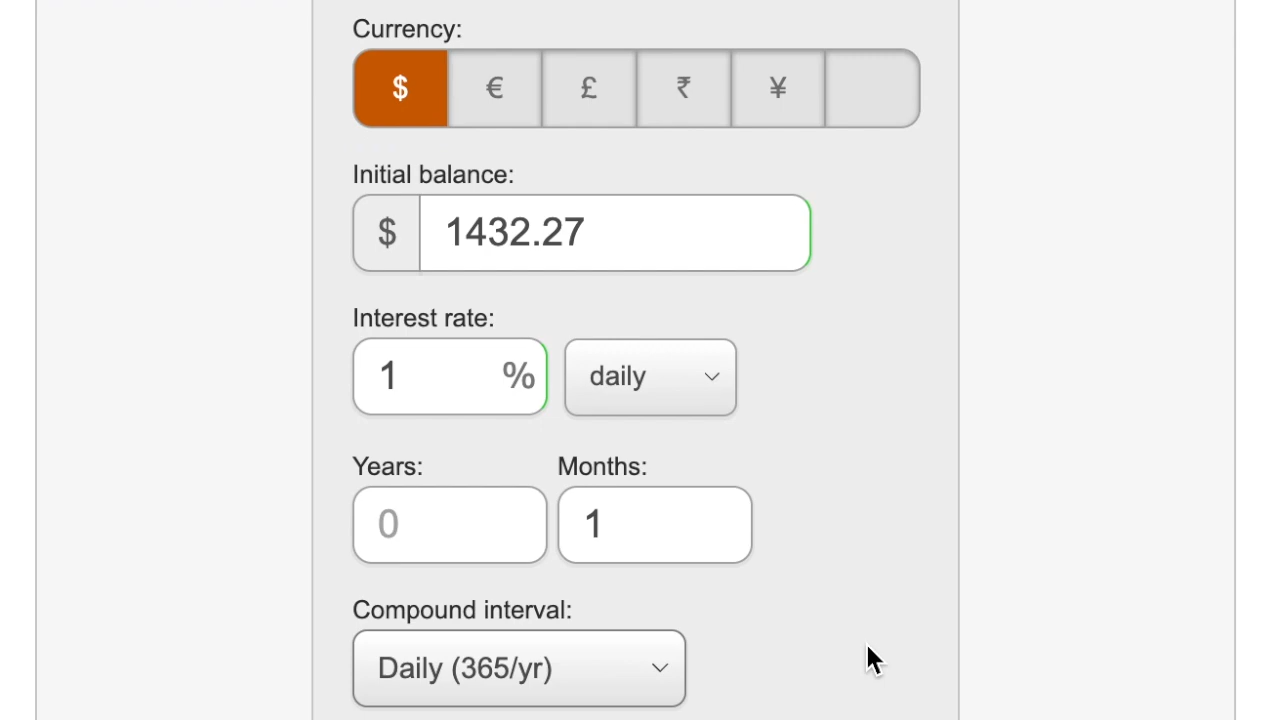 Currency:
$ € £ ₹ ¥
Initial balance:
$ 1432.27
Interest rate:
1 % daily
Years: Months:
0 1
Compound interval:
Daily (365/yr)